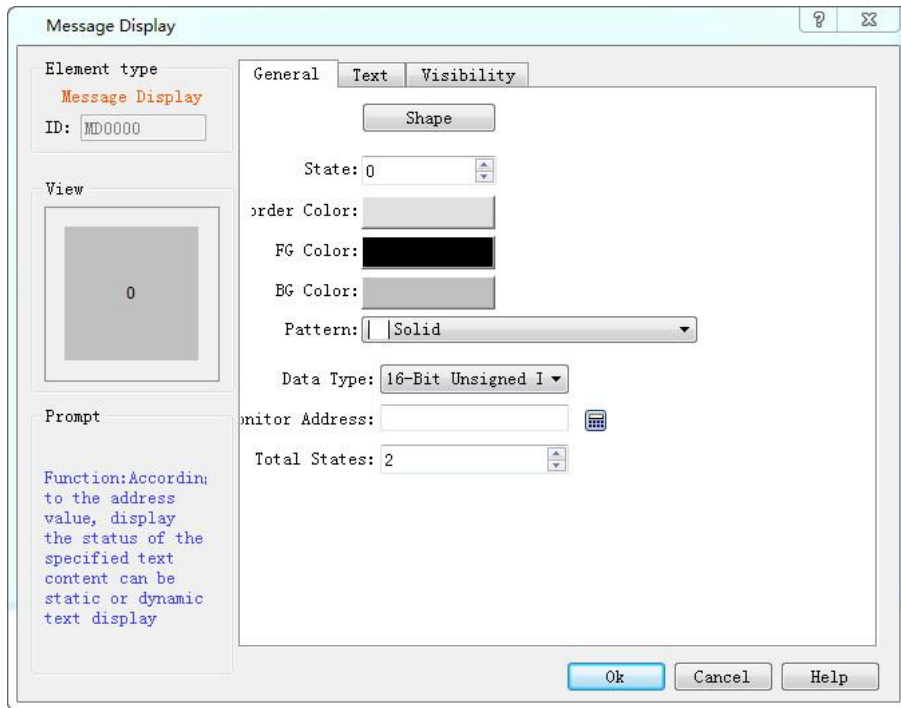 Message Display
Element type
Message Display
ID: MD0000
View
0
Prompt
Function:Accordin
to the address
value, display
the status of the
specified text
content can be
static or dynamic
text display
General Text Visibility
Shape
State: 0
order Color:
FG Color:
BG Color:
Pattern: Solid
Data Type: 16-Bit Unsigned I
onitor Address:
Total States: 2
Ok Cancel Help